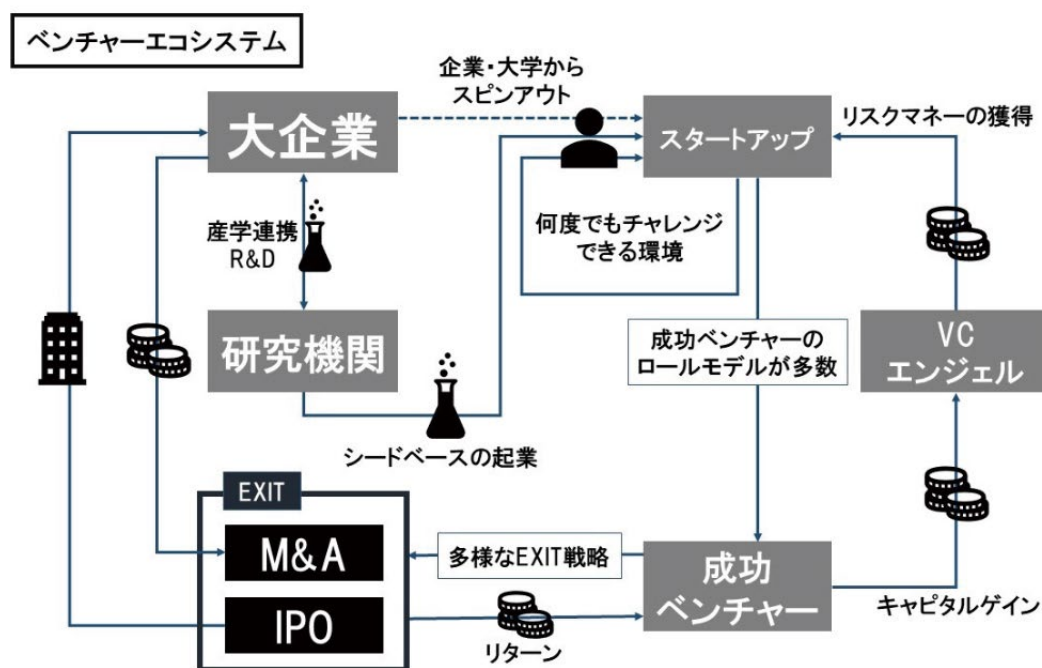 ベンチャーエコシステム
企業・大学から
スピンアウト
大企業
スタートアップ
リスクマネーの獲得
産学連携
R&D
何度でもチャレンジ
できる環境
研究機関
成功ベンチャーの
ロールモデルが多数
VC
エンジェル
シードベースの起業
EXIT
M&A
多様なEXIT戦略
成功
ベンチャー
キャピタルゲイン
IPO
リターン